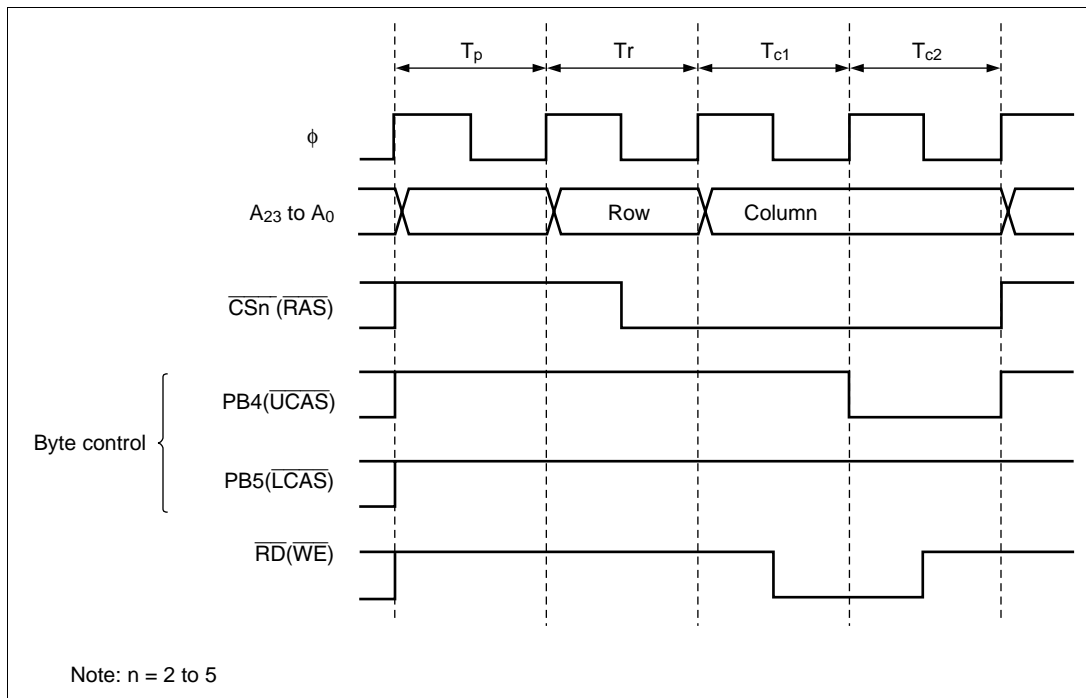 Tp Tr Tc1 Tc2
φ
A23 to A0
Row Column
CSn (RAS)
PB4(UCAS)
Byte control
PB5(LCAS)
RD(WE)
Note: n = 2 to 5